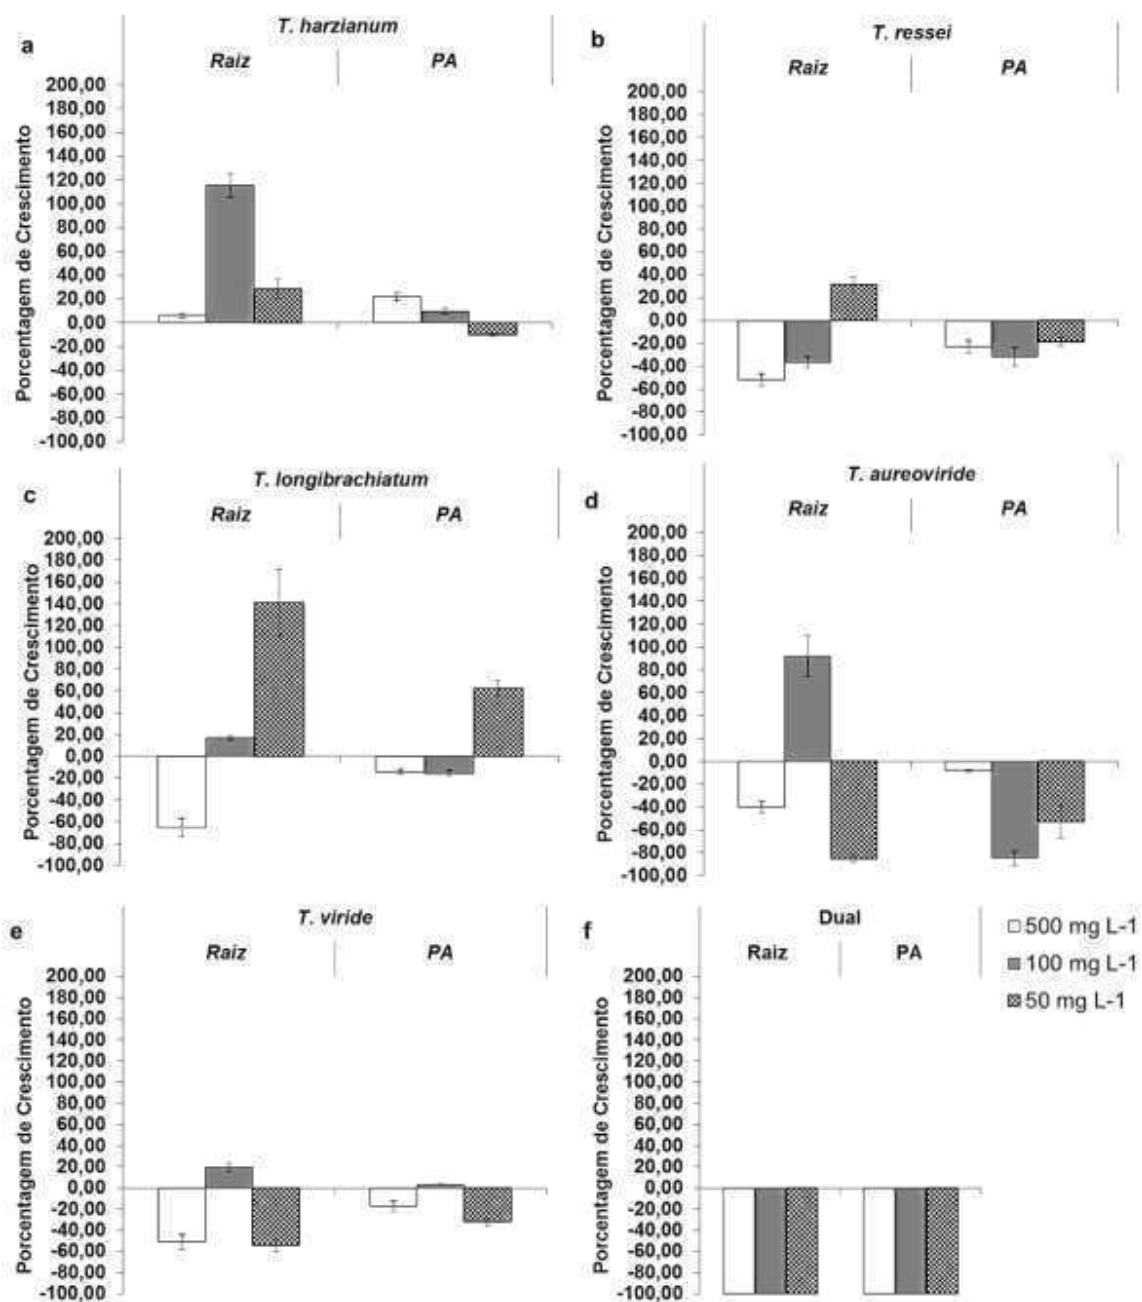 a
T. harzianum
Raiz
PA
Porcentagem de Crescimento
200,00
180,00
160,00
140,00
120,00
100,00
80,00
60,00
40,00
20,00
0,00
-20,00
-40,00
-60,00
-80,00
-100,00
b
T. ressei
Raiz
PA
Porcentagem de Crescimento
200,00
180,00
160,00
140,00
120,00
100,00
80,00
60,00
40,00
20,00
0,00
-20,00
-40,00
-60,00
-80,00
-100,00
c
T. longibrachiatum
Raiz
PA
Porcentagem de Crescimento
200,00
180,00
160,00
140,00
120,00
100,00
80,00
60,00
40,00
20,00
0,00
-20,00
-40,00
-60,00
-80,00
-100,00
d
T. aureoviride
Raiz
PA
Porcentagem de Crescimento
200,00
180,00
160,00
140,00
120,00
100,00
80,00
60,00
40,00
20,00
0,00
-20,00
-40,00
-60,00
-80,00
-100,00
e
T. viride
Raiz
PA
Porcentagem de Crescimento
200,00
180,00
160,00
140,00
120,00
100,00
80,00
60,00
40,00
20,00
0,00
-20,00
-40,00
-60,00
-80,00
-100,00
f
Dual
Raiz
PA
Porcentagem de Crescimento
200,00
180,00
160,00
140,00
120,00
100,00
80,00
60,00
40,00
20,00
0,00
-20,00
-40,00
-60,00
-80,00
-100,00
500 mg L-1
100 mg L-1
50 mg L-1